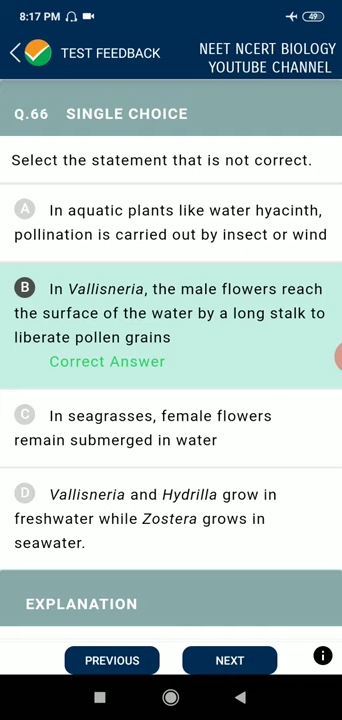 8:17 PM 49
TEST FEEDBACK
NEET NCERT BIOLOGY
YOUTUBE CHANNEL
Q.66 SINGLE CHOICE
Select the statement that is not correct.
A In aquatic plants like water hyacinth,
pollination is carried out by insect or wind
B In Vallisneria, the male flowers reach
the surface of the water by a long stalk to
liberate pollen grains
Correct Answer
C In seagrasses, female flowers
remain submerged in water
D Vallisneria and Hydrilla grow in
freshwater while Zostera grows in
seawater.
EXPLANATION
PREVIOUS NEXT i